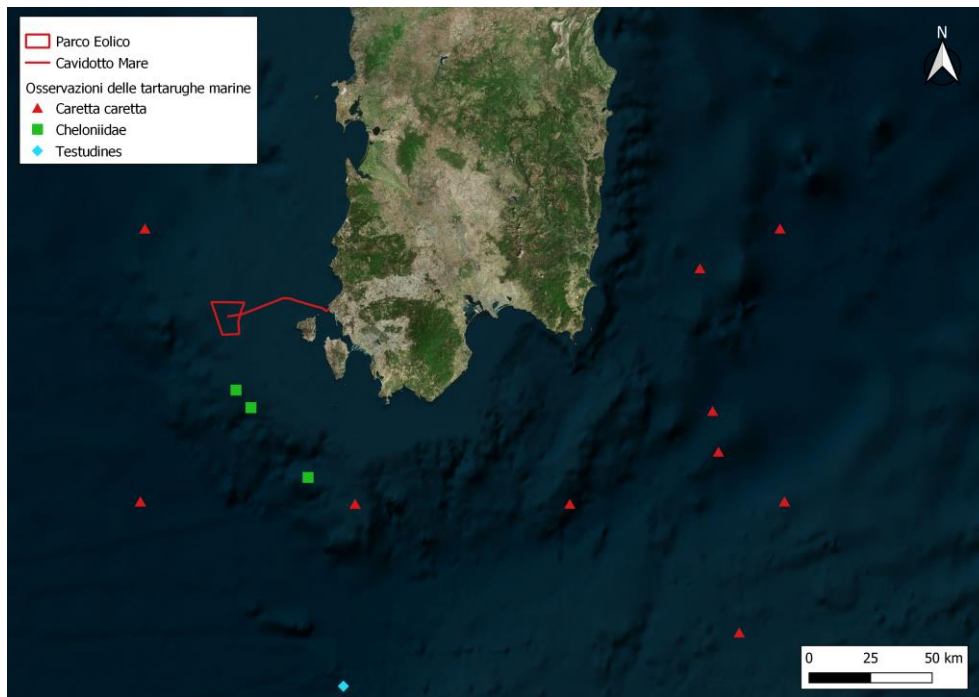 Parco Eolico
Cavidotto Mare
Osservazioni delle tartarughe marine
Caretta caretta
Cheloniidae
Testudines
N
0 25 50 km